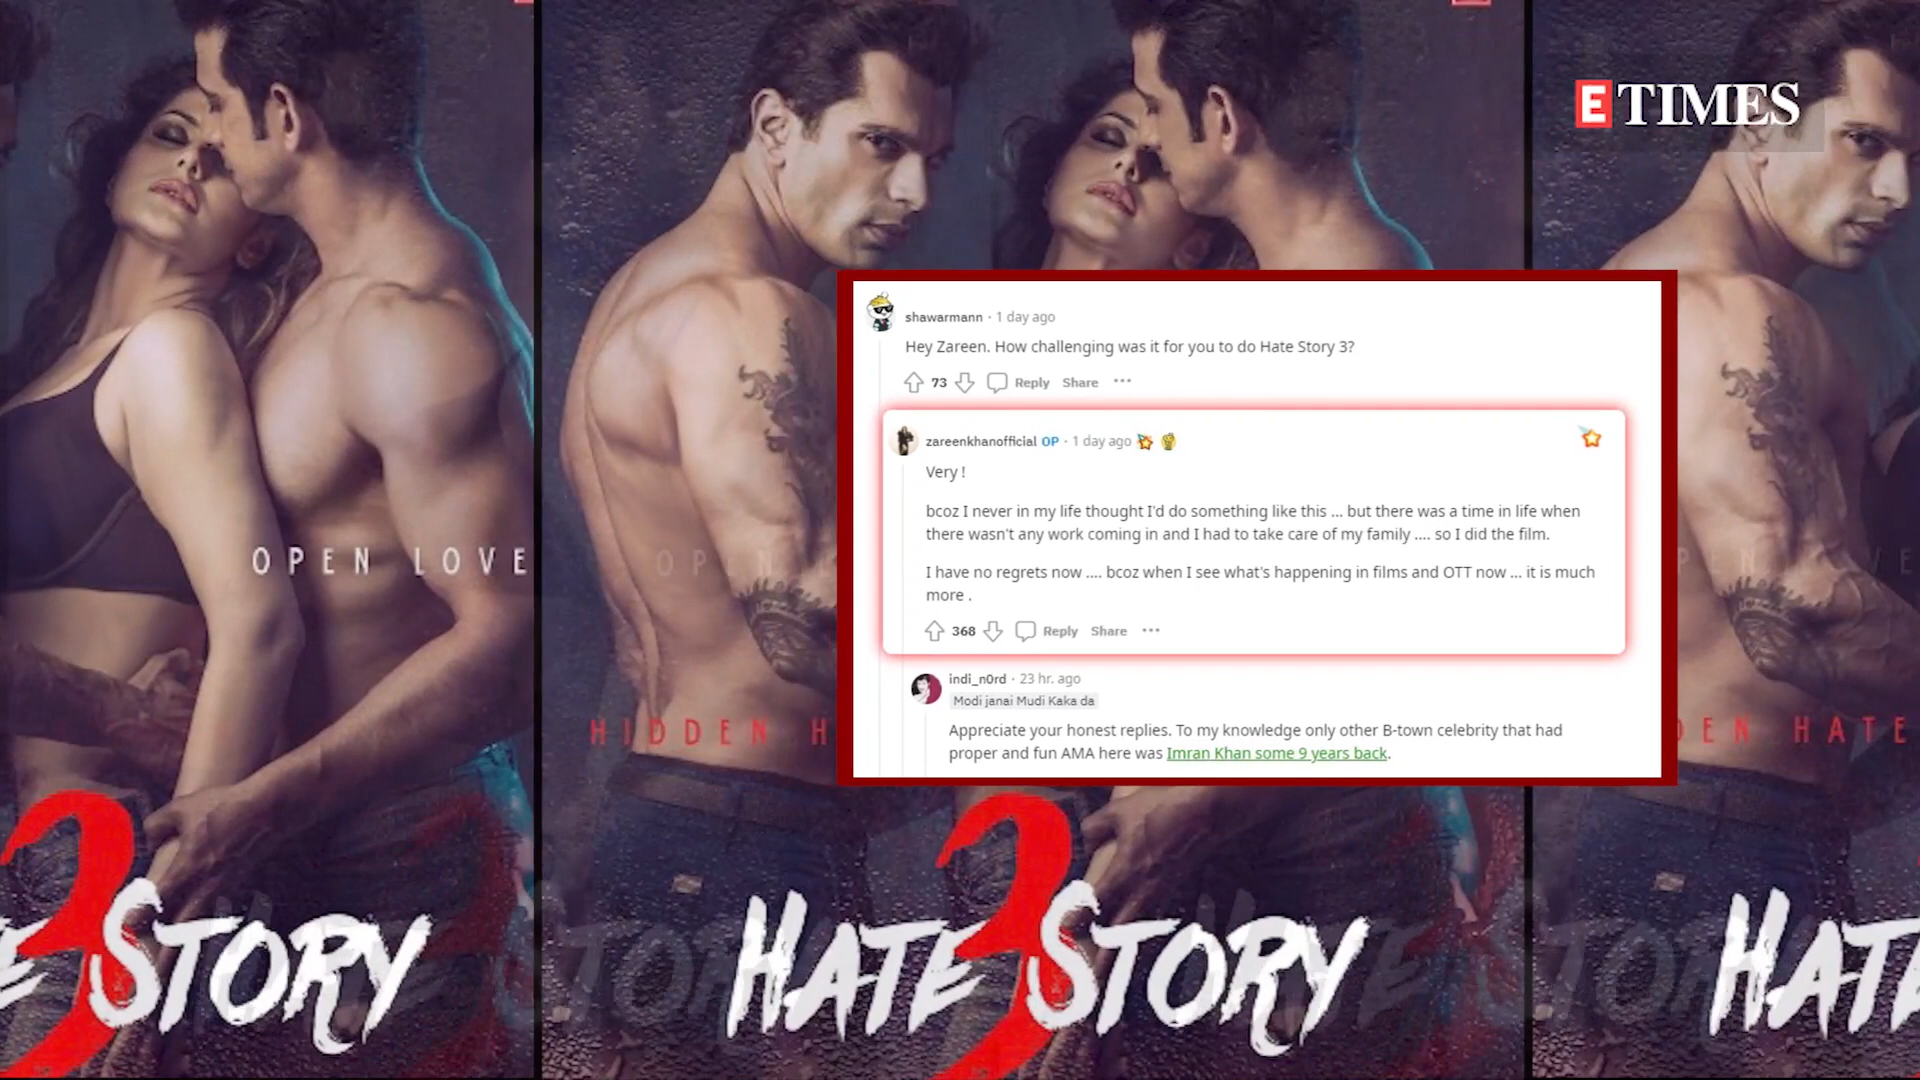 E TIMES
shawarmann · 1 day ago
Hey Zareen. How challenging was it for you to do Hate Story 3?
73 Reply Share ···
zareenkhanofficial OP · 1 day ago
Very !
bcoz I never in my life thought I'd do something like this ... but there was a time in life when
there wasn't any work coming in and I had to take care of my family .... so I did the film.
I have no regrets now .... bcoz when I see what's happening in films and OTT now ... it is much
more .
368 Reply Share ···
indi_n0rd · 23 hr. ago
Modi janai Mudi Kaka da
Appreciate your honest replies. To my knowledge only other B-town celebrity that had
proper and fun AMA here was Imran Khan some 9 years back.
OPEN LOVE
HIDDEN H
DEN HATE
E 3 STORY
HATE 3 STORY
HAT